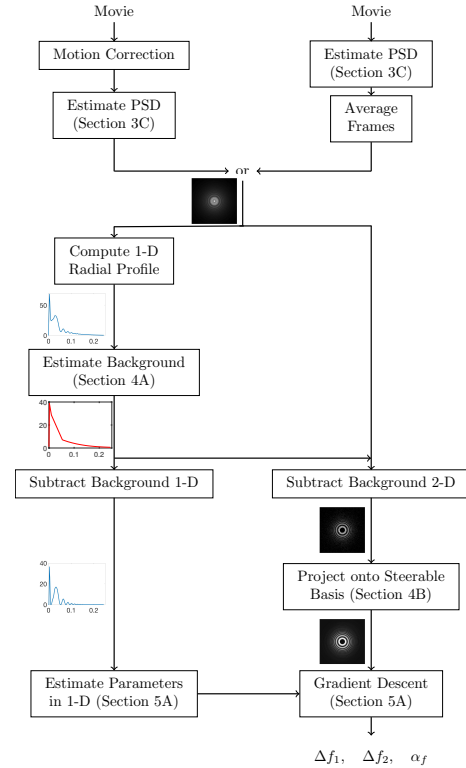 Movie
Movie
Motion Correction
Estimate PSD
(Section 3C)
Estimate PSD
(Section 3C)
Average
Frames
or
Compute 1-D
Radial Profile
50
0
0
0.1
0.2
Estimate Background
(Section 4A)
40
20
0
0
0.1
0.2
Subtract Background 1-D
Subtract Background 2-D
40
20
0
0
0.1
0.2
Project onto Steerable
Basis (Section 4B)
Estimate Parameters
in 1-D (Section 5A)
Gradient Descent
(Section 5A)
Δf₁, Δf₂, α_f